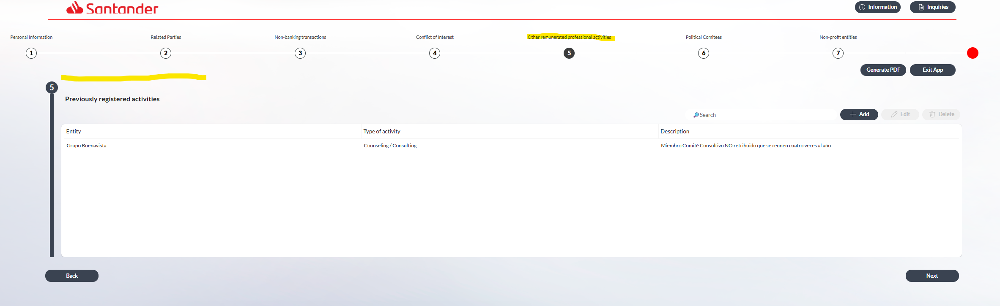 Santander
Information
Inquiries
Personal Information
Related Parties
Non-banking transactions
Conflict of Interest
Other remunerated professional activities
Political Comitees
Non-profit entities
1
2
3
4
5
6
7
Generate PDF
Exit App
5
Previously registered activities
Search
Add
Edit
Delete
Entity
Type of activity
Description
Grupo Buenavista
Counseling / Consulting
Miembro Comité Consultivo NO retribuido que se reunen cuatro veces al año
Back
Next